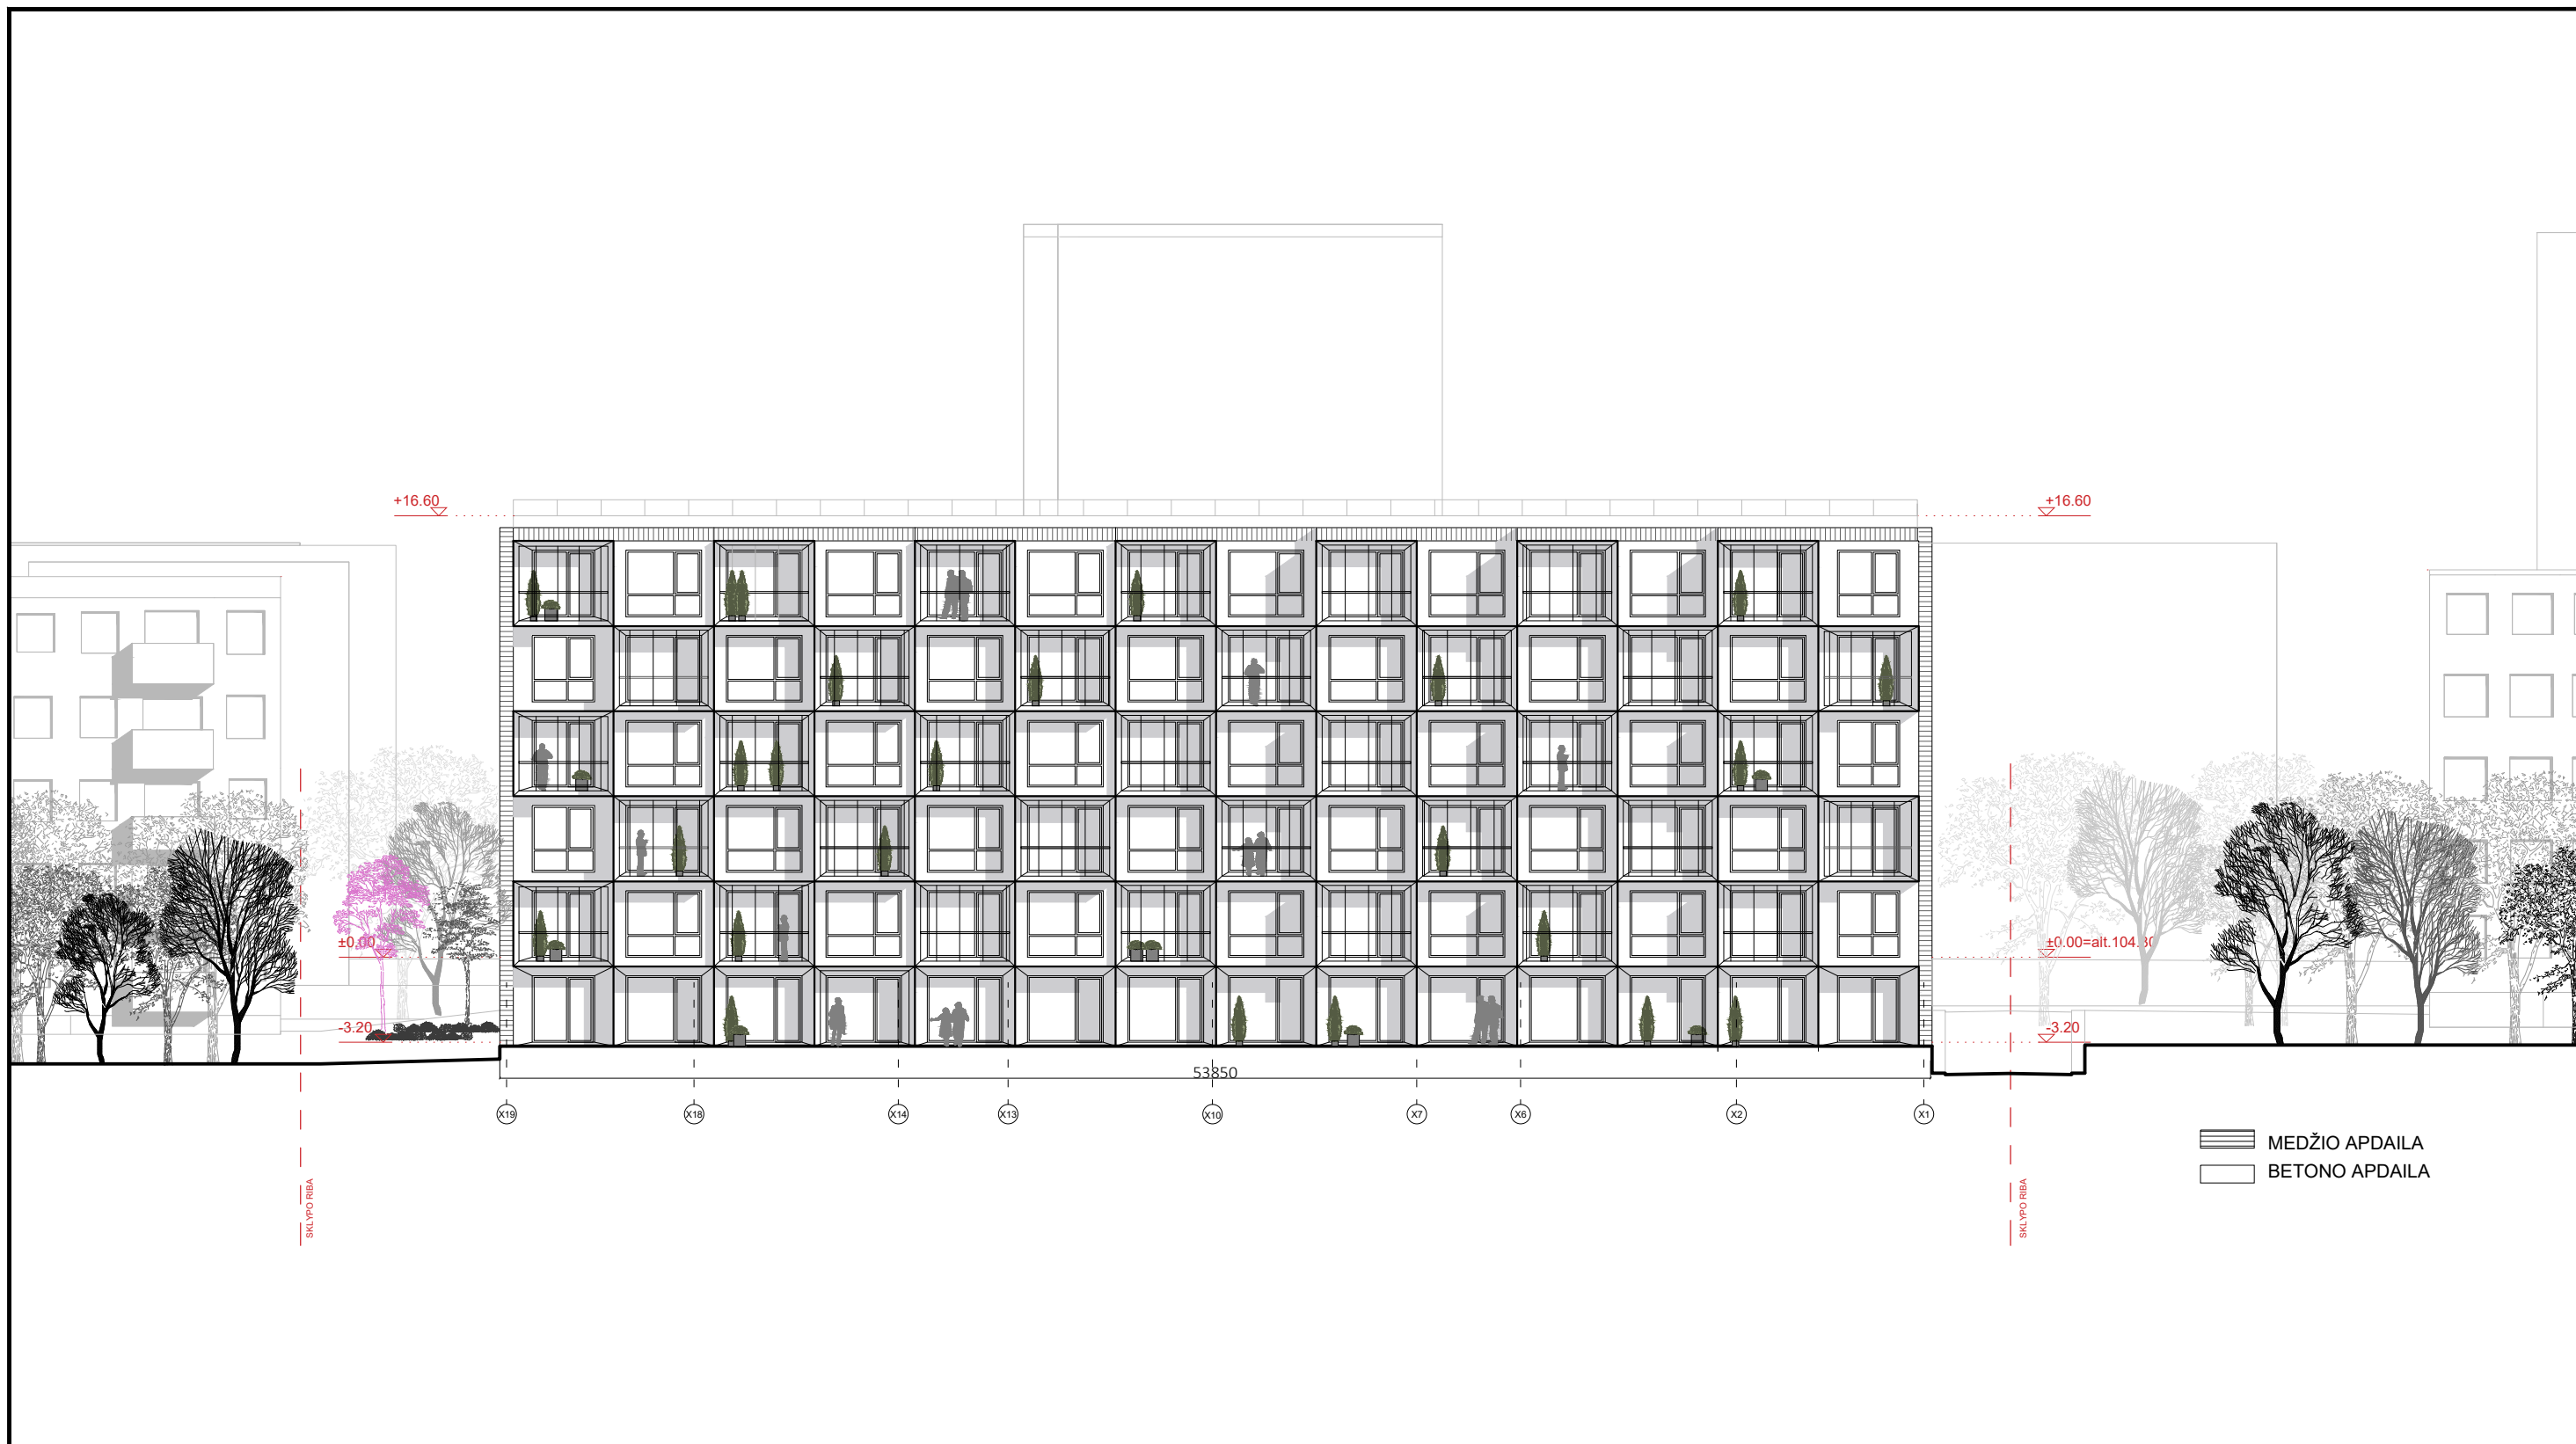 +16.60
+16.60
±0.00
±0.00=alt.104.30
-3.20
-3.20
53850
X19
X18
X14
X13
X10
X7
X6
X2
X1
MEDŽIO APDAILA
BETONO APDAILA
SKLYPO RIBA
SKLYPO RIBA